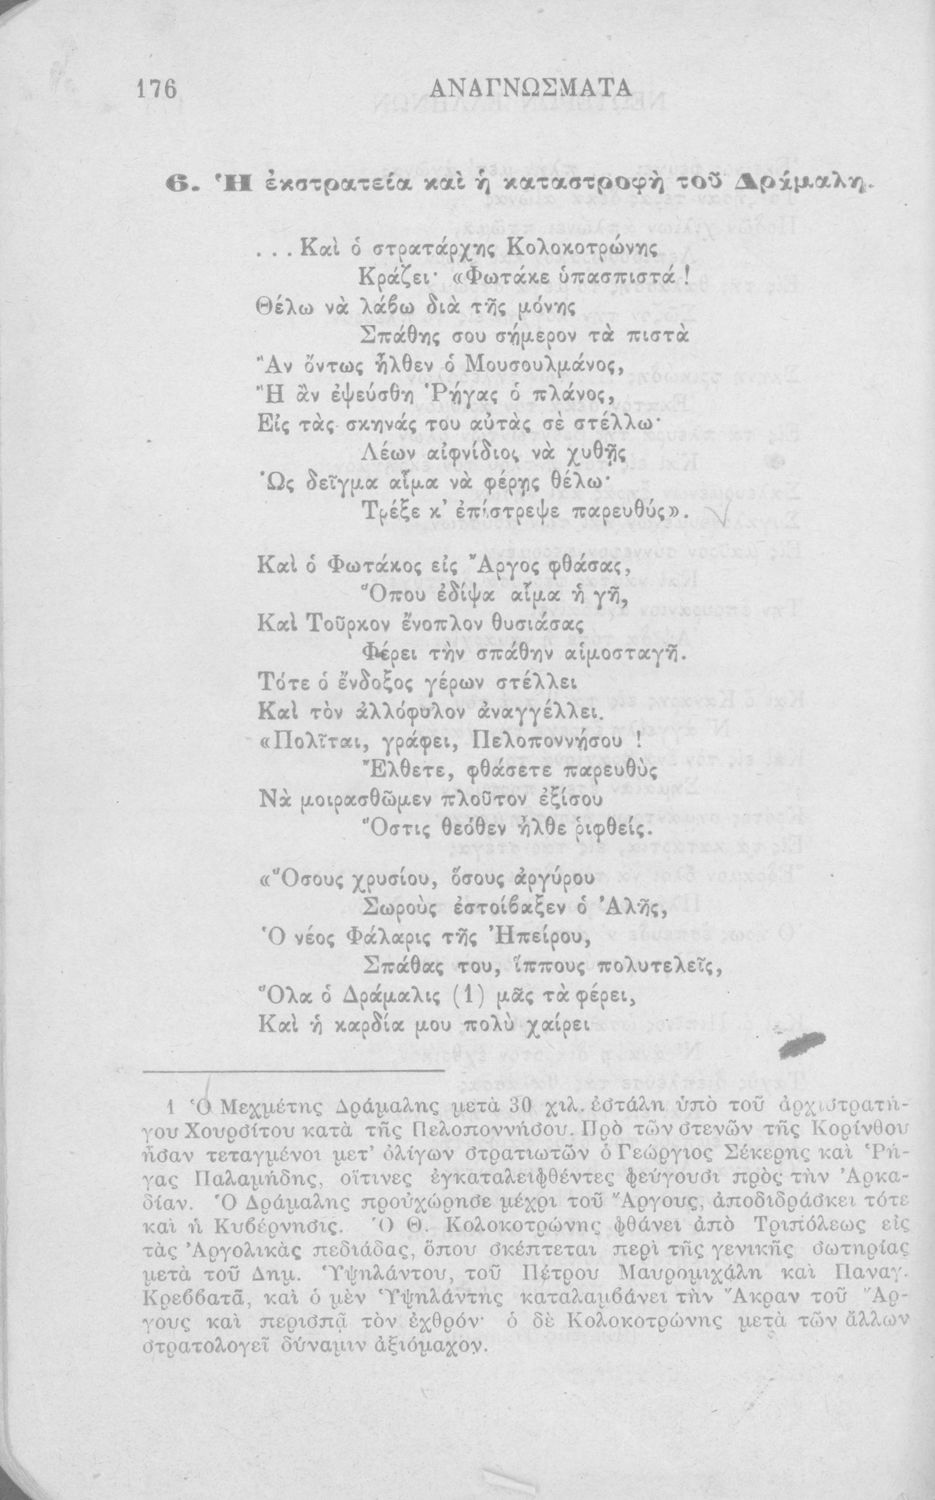 176
ΑΝΑΓΝΩΣΜΑΤΑ
6. Ἡ ἐκστρατεία καὶ ἡ καταστροφὴ τοῦ Δράμαλη.
...Καὶ ὁ στρατάρχης Κολοκοτρώνης
Κράζει· «Φωτάκε ὑπασπιστά!
Θέλω νὰ λάβω διὰ τῆς μόνης
Σπάθης σου σήμερον τὰ πιστὰ
Ἂν ὄντως ἦλθεν ὁ Μουσουλμάνος,
Ἢ ἂν ἐψεύσθη Ῥήγας ὁ πλάνος,
Εἰς τὰς σκηνάς του αὐτὰς σὲ στέλλω·
Λέων αἰφνίδιος νὰ χυθῇς
Ὡς δεῖγμα αἷμα νὰ φέρῃς θέλω·
Τρέξε κ' ἐπίστρεψε παρευθύς».
Καὶ ὁ Φωτάκος εἰς Ἄργος φθάσας,
Ὅπου ἐδίψα αἷμα ἡ γῆ,
Καὶ Τοῦρκον ἔνοπλον θυσιάσας
Φέρει τὴν σπάθην αἱμοσταγῆ.
Τότε ὁ ἔνδοξος γέρων στέλλει
Καὶ τὸν ἀλλόφυλον ἀναγγέλλει.
«Πολῖται, γράφει, Πελοποννήσου !
Ἔλθετε, φθάσετε παρευθὺς
Νὰ μοιρασθῶμεν πλοῦτον ἐξίσου
Ὅστις θεόθεν ἦλθε ῥιφθείς.
«Ὅσους χρυσίου, ὅσους ἀργύρου
Σωροὺς ἐστοίβαξεν ὁ Ἀλῆς,
Ὁ νέος Φάλαρις τῆς Ἠπείρου,
Σπάθας του, ἵππους πολυτελεῖς,
Ὅλα ὁ Δράμαλις (1) μᾶς τὰ φέρει,
Καὶ ἡ καρδία μου πολὺ χαίρει
1 Ὁ Μεχμέτης Δράμαλης μετὰ 30 χιλ. ἐστάλη ὑπὸ τοῦ ἀρχιστρατή-
γου Χουρσίτου κατὰ τῆς Πελοποννήσου. Πρὸ τῶν στενῶν τῆς Κορίνθου
ἦσαν τεταγμένοι μετ' ὀλίγων στρατιωτῶν ὁ Γεώργιος Σέκερης καὶ Ῥή-
γας Παλαμήδης, οἵτινες ἐγκαταλειφθέντες φεύγουσι πρὸς τὴν Ἀρκα-
δίαν. Ὁ Δράμαλης προὐχώρησε μέχρι τοῦ Ἄργους, ἀποδιδράσκει τότε
καὶ ἡ Κυβέρνησις. Ὁ Θ. Κολοκοτρώνης φθάνει ἀπὸ Τριπόλεως εἰς
τὰς Ἀργολικὰς πεδιάδας, ὅπου σκέπτεται περὶ τῆς γενικῆς σωτηρίας
μετὰ τοῦ Δημ. Ὑψηλάντου, τοῦ Πέτρου Μαυρομιχάλη καὶ Παναγ.
Κρεββατᾶ, καὶ ὁ μὲν Ὑψηλάντης καταλαμβάνει τὴν Ἄκραν τοῦ Ἄρ-
γους καὶ περισπᾷ τὸν ἐχθρόν· ὁ δὲ Κολοκοτρώνης μετὰ τῶν ἄλλων
στρατολογεῖ δύναμιν ἀξιόμαχον.